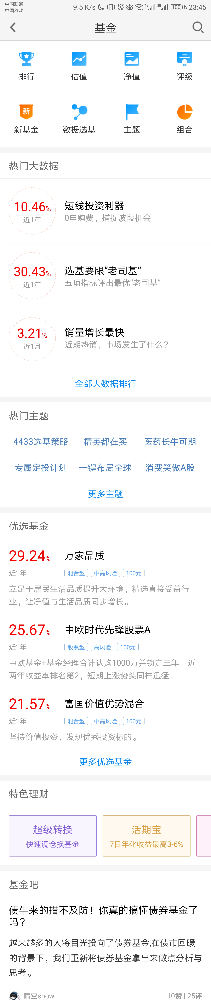 中国联通
中国移动
9.5 K/s 4G 2G 100 23:45
基金
排行 估值 净值 评级
新
新基金 数据选基 主题 组合
热门大数据
10.46%
近1年
短线投资利器
0申购费，捕捉波段机会
30.43%
近1年
选基要跟“老司基”
五项指标评出最优“老司基”
3.21%
近1月
销量增长最快
近期热销，市场发生了什么？
全部大数据排行
热门主题
4433选基策略 精英都在买 医药长牛可期
专属定投计划 一键布局全球 消费笑傲A股
更多主题
优选基金
29.24% 万家品质
近1年 混合型 中高风险 100元
立足于居民生活品质提升大环境，精选直接受益行
业，让净值与生活品质同步增长。
25.67% 中欧时代先锋股票A
近1年 股票型 高风险 100元
中欧基金+基金经理合计认购1000万并锁定三年，近
两年收益率排名第2，短期上涨势头同样迅猛。
21.57% 富国价值优势混合
近1年 混合型 中高风险 100元
坚持价值投资，发现优秀投资标的。
更多优选基金
特色理财
超级转换
快速调仓换基金
活期宝
7日年化收益最高3-6%
基金吧
债牛来的措不及防！你真的搞懂债券基金了
吗？
越来越多的人将目光投向了债券基金,在债市回暖
的背景下，我们重新将债券基金拿出来做点分析与
思考。
晴空snow 10赞 | 25评